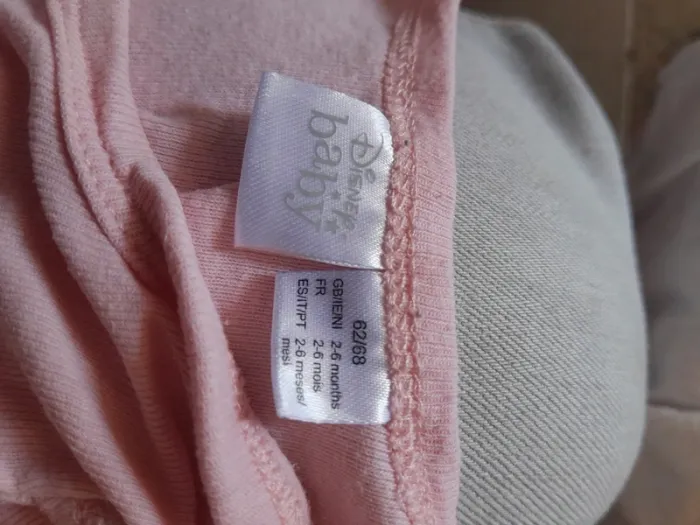 Disney
baby
62/68
GB/IE/NI 2-6 months
FR 2-6 mois
ES/IT/PT 2-6 meses/
mesi